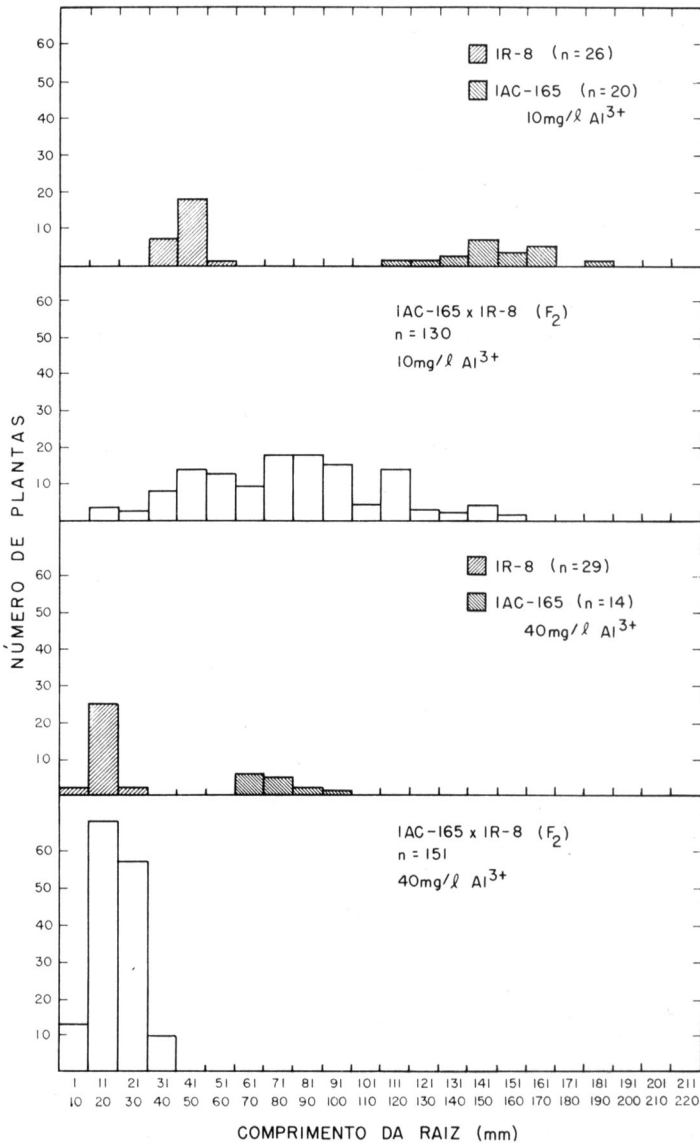 60
50
40
30
20
10
IR-8 (n=26)
IAC-165 (n=20)
10mg/ℓ Al³⁺
60
50
40
30
20
10
IAC-165 x IR-8 (F₂)
n=130
10mg/ℓ Al³⁺
NÚMERO DE PLANTAS
60
50
40
30
20
10
IR-8 (n=29)
IAC-165 (n=14)
40mg/ℓ Al³⁺
60
50
40
30
20
10
IAC-165 x IR-8 (F₂)
n=151
40mg/ℓ Al³⁺
1 11 21 31 41 51 61 71 81 91 101 111 121 131 141 151 161 171 181 191 201 211
10 20 30 40 50 60 70 80 90 100 110 120 130 140 150 160 170 180 190 200 210 220
COMPRIMENTO DA RAIZ (mm)